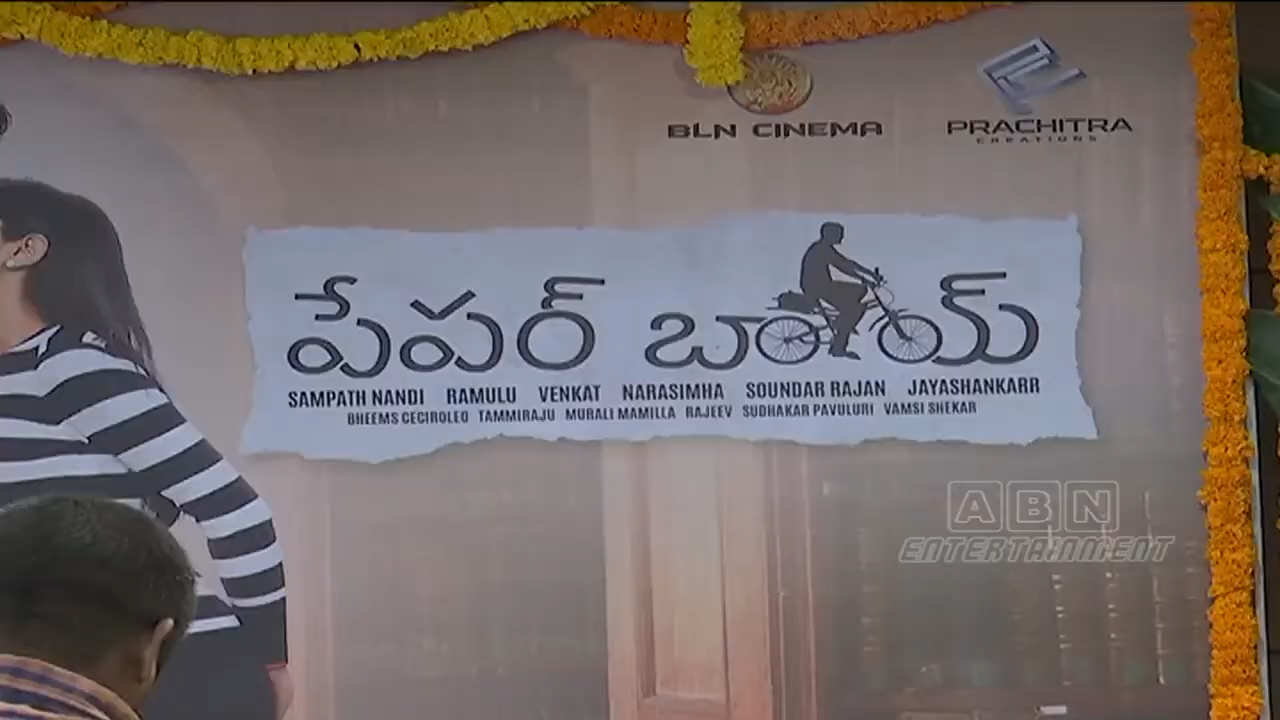 BLN CINEMA
PRACHITRA
CREATIONS
పేపర్ బాయ్
SAMPATH NANDI RAMULU VENKAT NARASIMHA SOUNDAR RAJAN JAYASHANKARR
BHEEMS CECIROLEO TAMMIRAJU MURALI MAMILLA RAJEEV SUDHAKAR PAVULURI VAMSI SHEKAR
ABN
ENTERTAINMENT